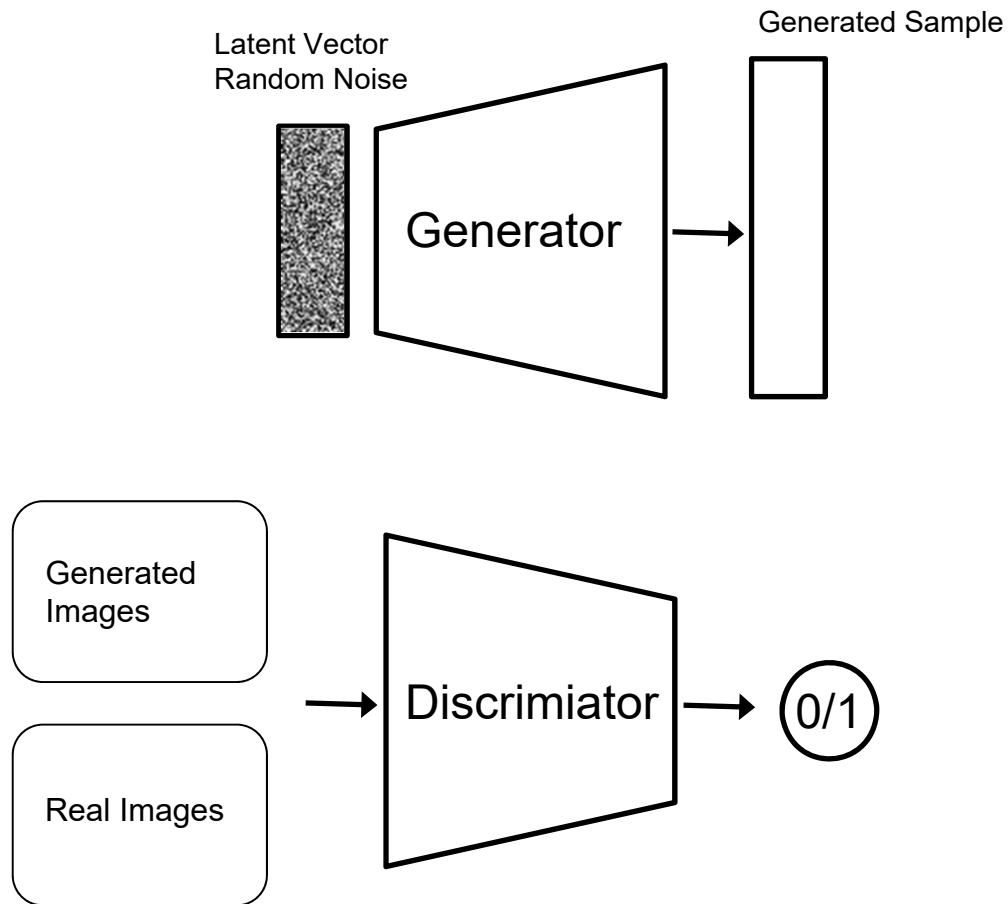 Latent Vector
Random Noise
Generated Sample
Generator
Generated
Images
Real Images
Discrimiator
0/1